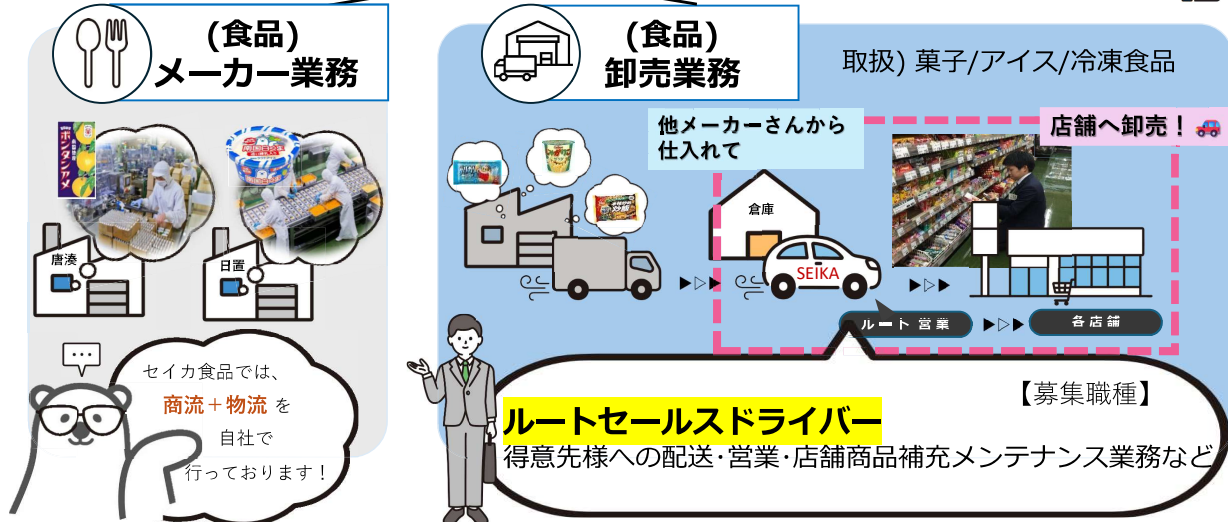 (食品)
メーカー業務
ボンタンアメ
南国白くま
唐湊
日置
セイカ食品では、
商流＋物流 を
自社で
行っております！
(食品)
卸売業務
取扱) 菓子/アイス/冷凍食品
他メーカーさんから
仕入れて
店舗へ卸売！
倉庫
SEIKA
▶▷▶
▶▷▶
ルート 営業
▶▷▶
各店舗
【募集職種】
ルートセールスドライバー
得意先様への配送･営業･店舗商品補充メンテナンス業務など